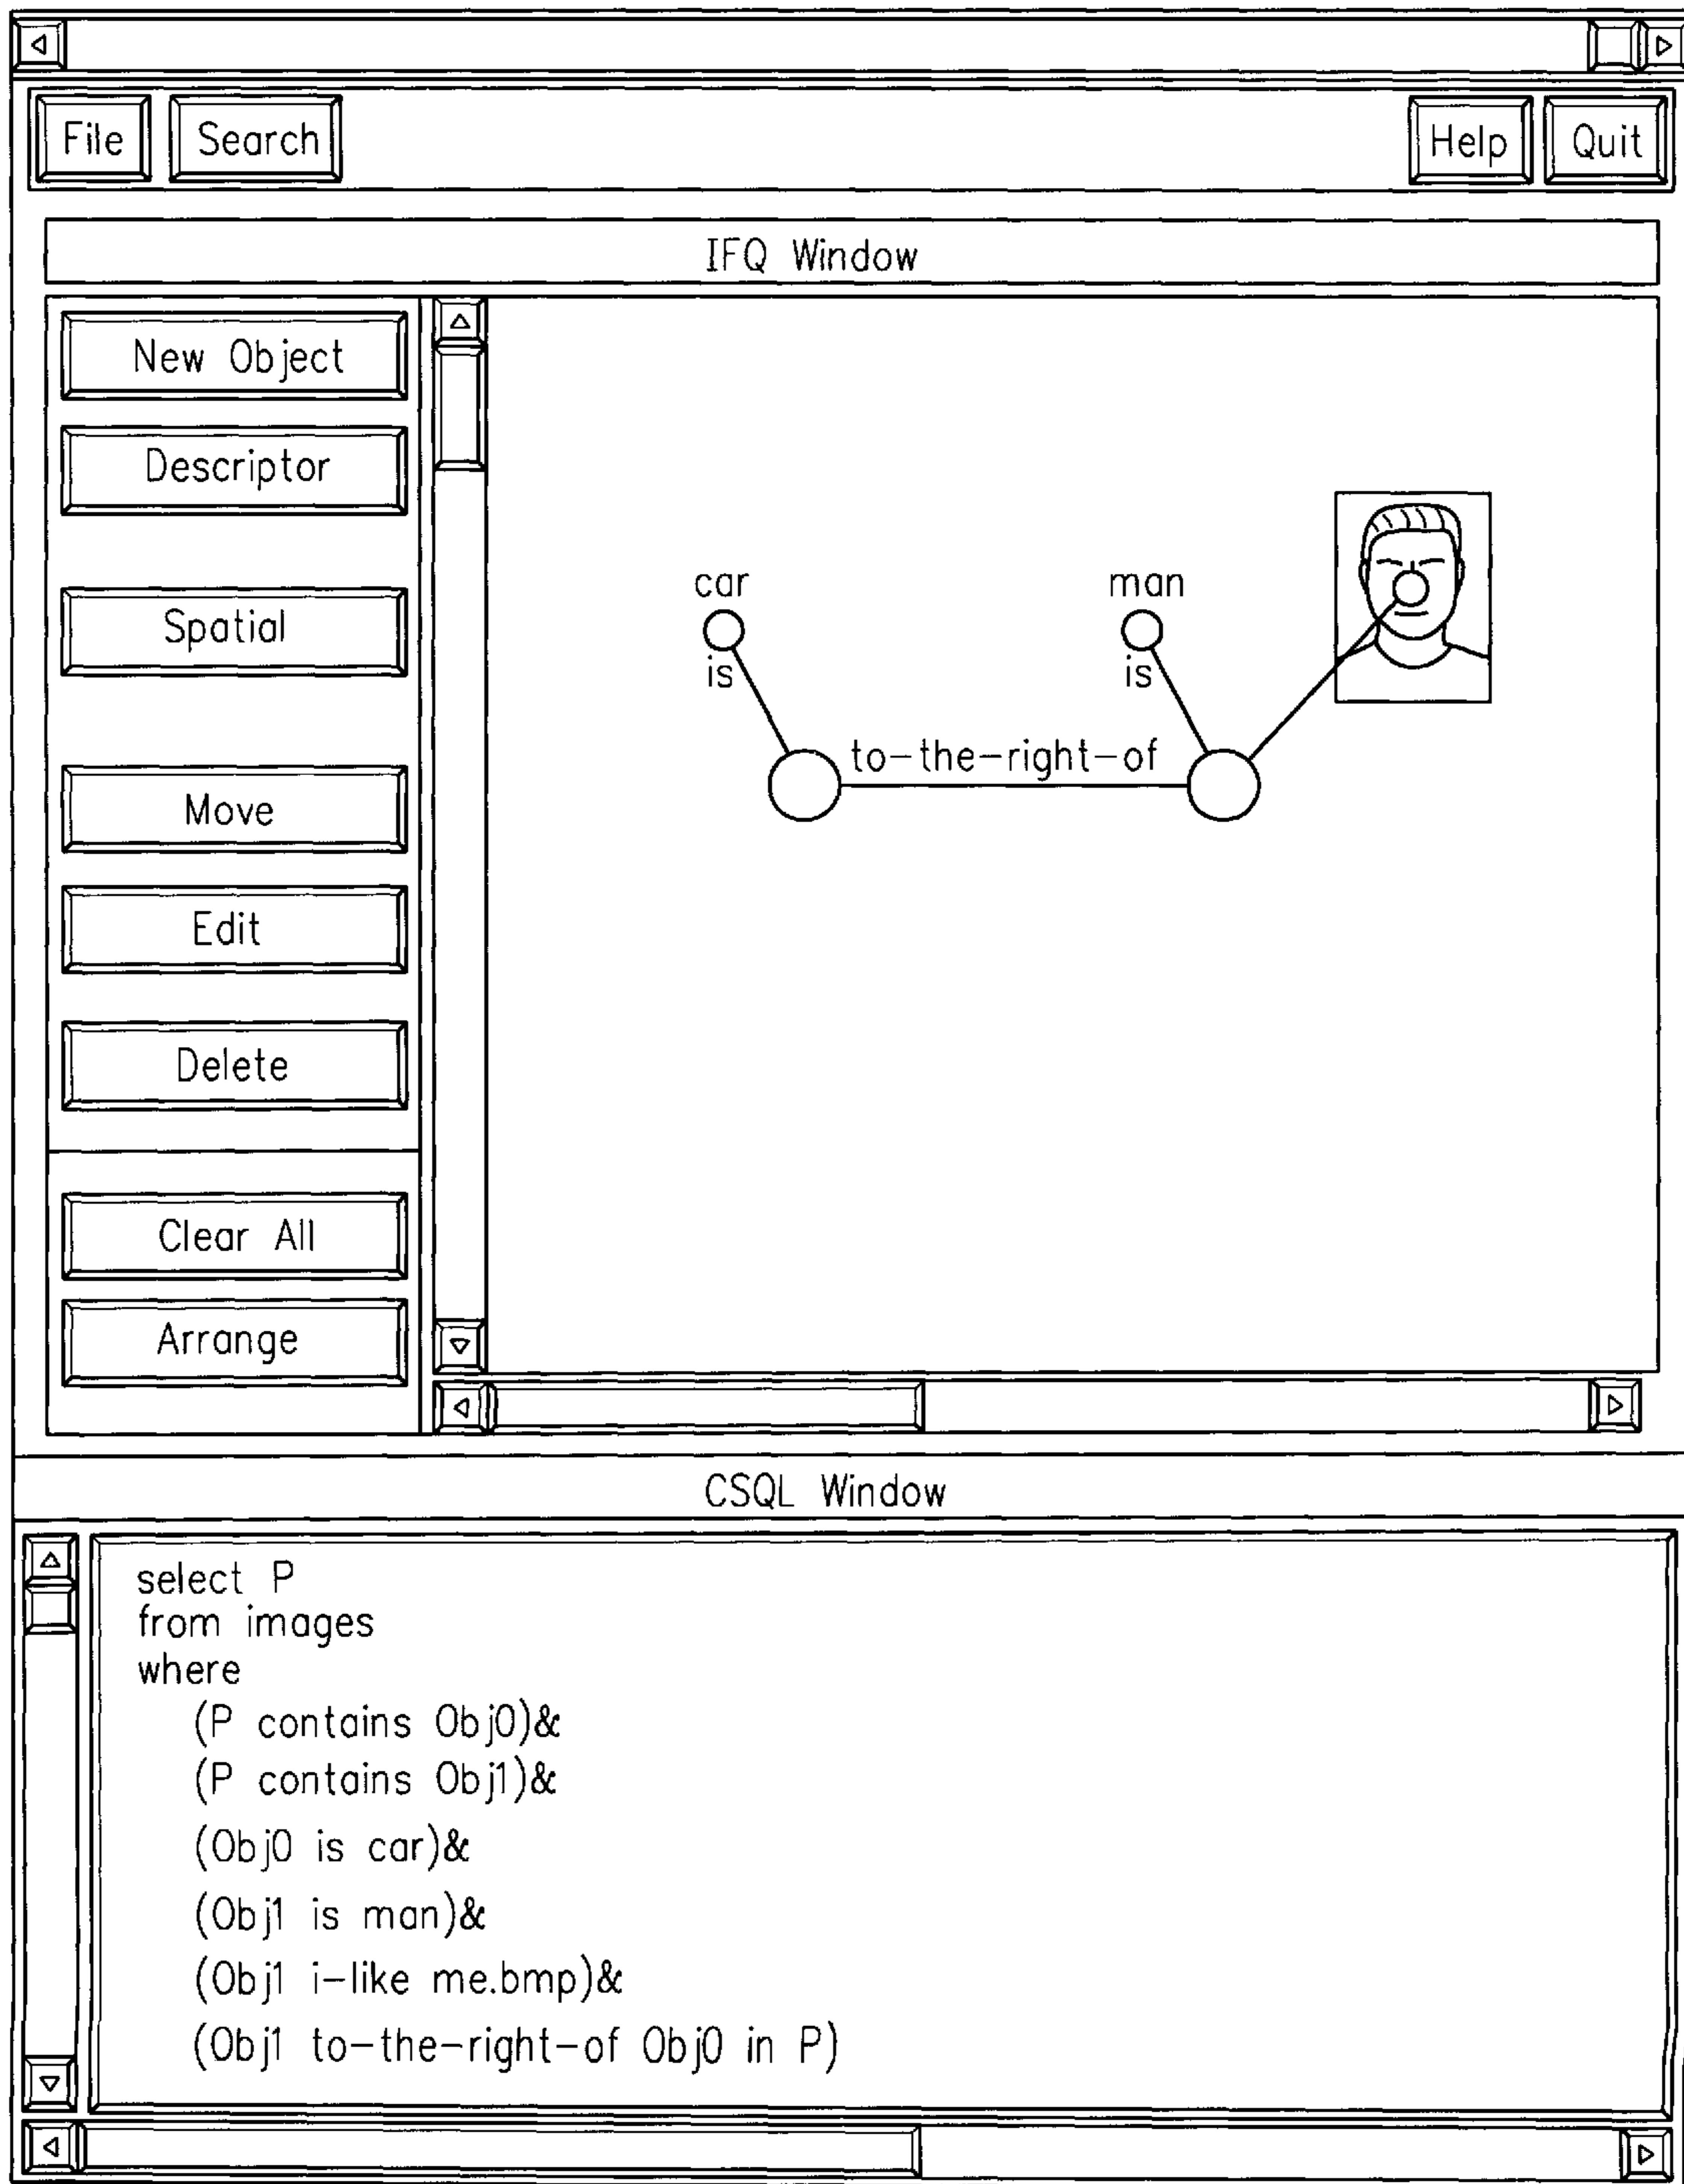 File Search Help Quit
IFQ Window
New Object
Descriptor
Spatial
Move
Edit
Delete
Clear All
Arrange
car
is
man
is
to-the-right-of
CSQL Window
select P
from images
where
(P contains Obj0)&
(P contains Obj1)&
(Obj0 is car)&
(Obj1 is man)&
(Obj1 i-like me.bmp)&
(Obj1 to-the-right-of Obj0 in P)